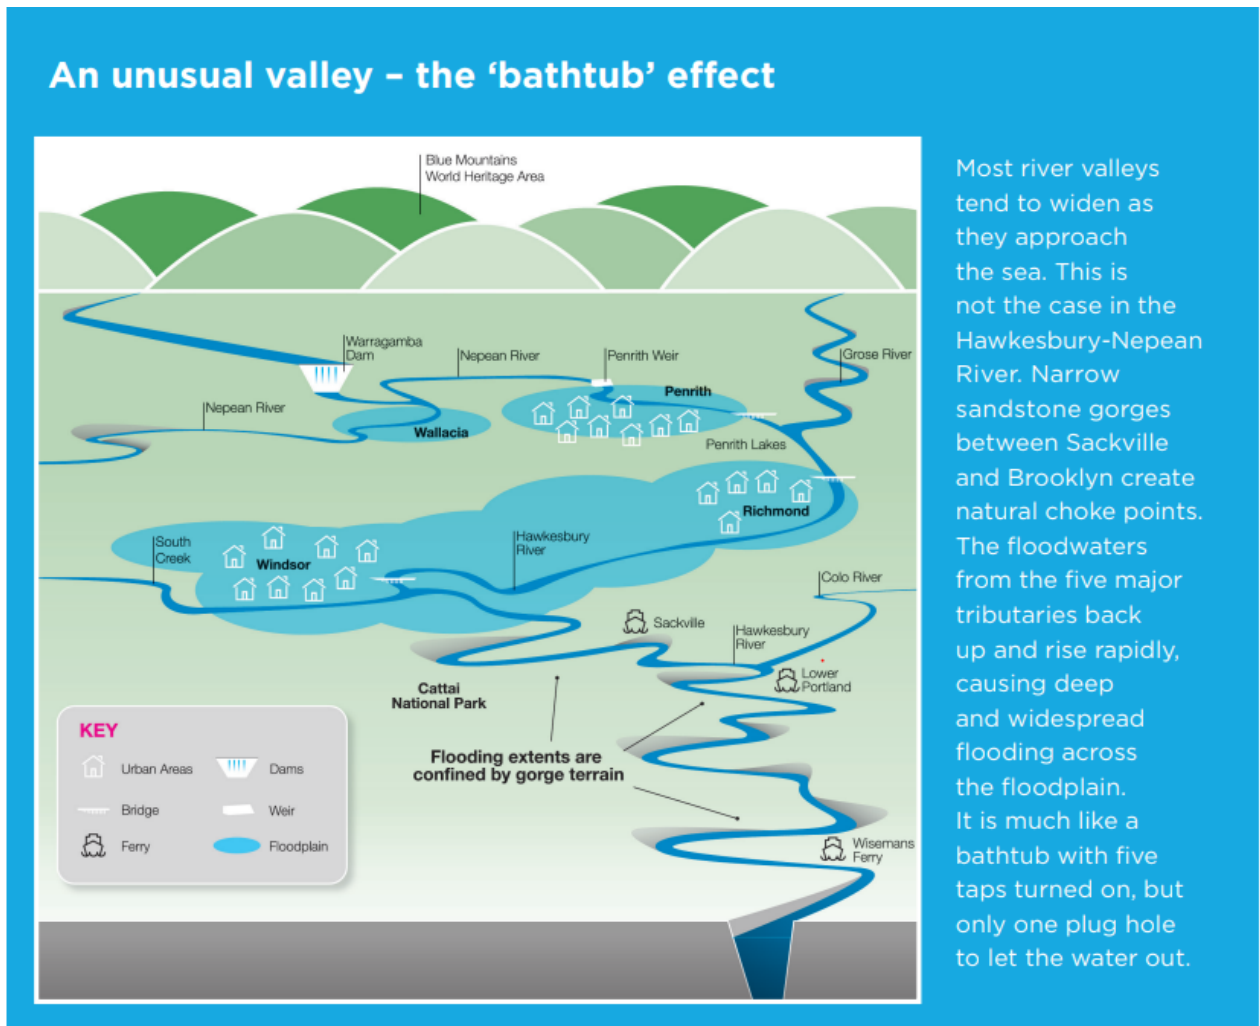 An unusual valley – the ‘bathtub’ effect
Blue Mountains
World Heritage Area
Warragamba
Dam
Nepean River
Penrith Weir
Grose River
Penrith
Nepean River
Wallacia
Penrith Lakes
Richmond
South
Creek
Windsor
Hawkesbury
River
Colo River
Sackville
Hawkesbury
River
Lower
Portland
Cattai
National Park
Flooding extents are
confined by gorge terrain
Wisemans
Ferry
KEY
Urban Areas
Dams
Bridge
Weir
Ferry
Floodplain
Most river valleys
tend to widen as
they approach
the sea. This is
not the case in the
Hawkesbury-Nepean
River. Narrow
sandstone gorges
between Sackville
and Brooklyn create
natural choke points.
The floodwaters
from the five major
tributaries back
up and rise rapidly,
causing deep
and widespread
flooding across
the floodplain.
It is much like a
bathtub with five
taps turned on, but
only one plug hole
to let the water out.